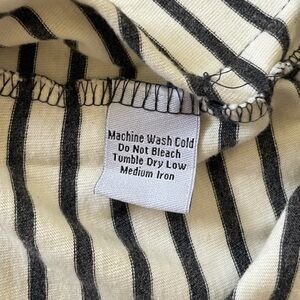 Machine Wash Cold
Do Not Bleach
Tumble Dry Low
Medium Iron